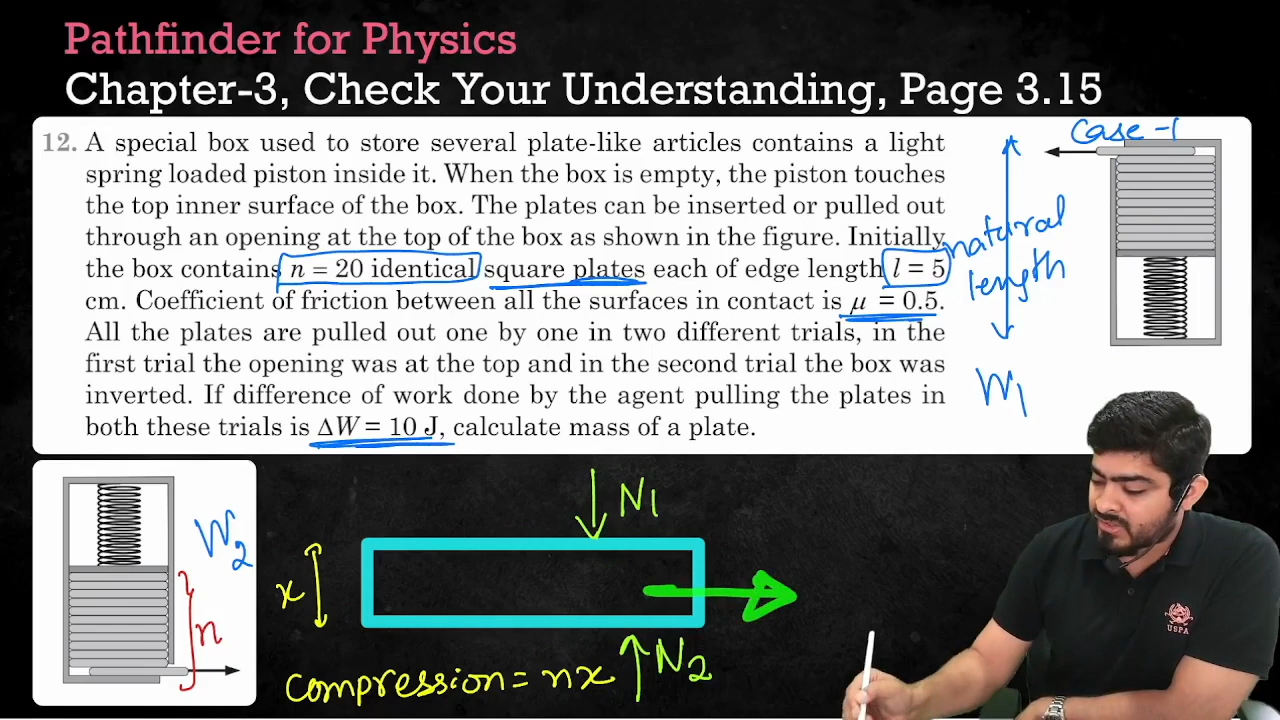 Pathfinder for Physics
Chapter-3, Check Your Understanding, Page 3.15
12. A special box used to store several plate-like articles contains a light
spring loaded piston inside it. When the box is empty, the piston touches
the top inner surface of the box. The plates can be inserted or pulled out
through an opening at the top of the box as shown in the figure. Initially
the box contains n = 20 identical square plates each of edge length l = 5
cm. Coefficient of friction between all the surfaces in contact is μ = 0.5.
All the plates are pulled out one by one in two different trials, in the
first trial the opening was at the top and in the second trial the box was
inverted. If difference of work done by the agent pulling the plates in
both these trials is ΔW = 10 J, calculate mass of a plate.
Case-1
natural
length
W1
W2
n
N1
x
compression = nx
N2
USPA